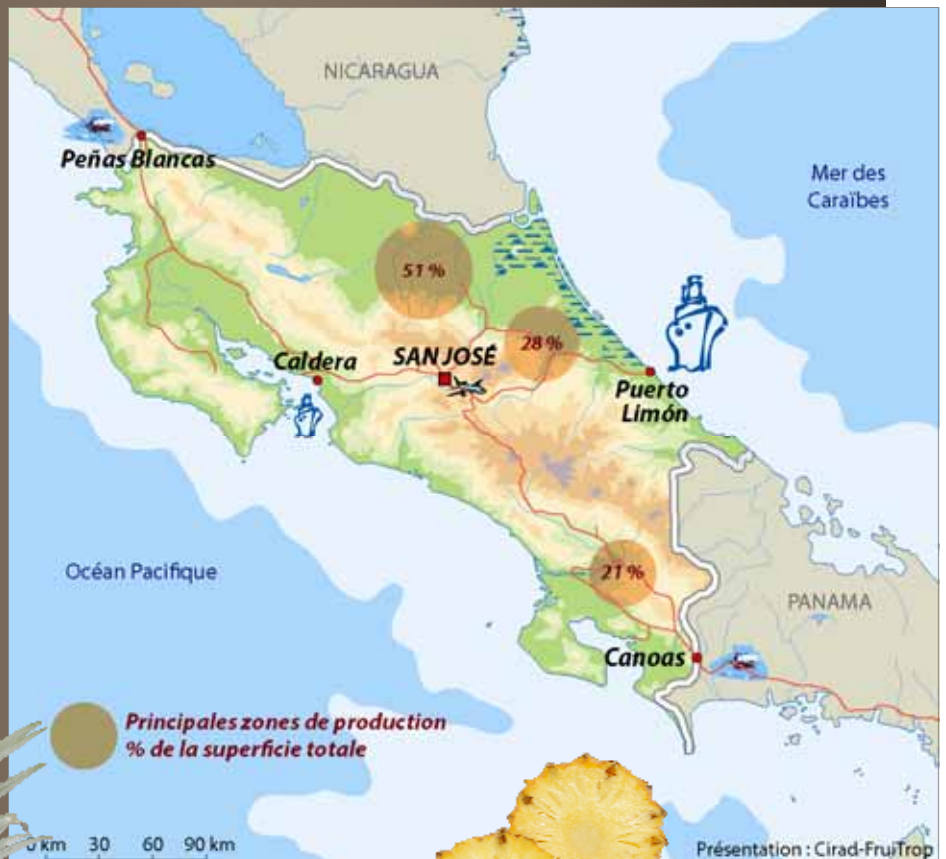 NICARAGUA
Peñas Blancas
Mer des
Caraïbes
51 %
28 %
Caldera
SAN JOSÉ
Puerto
Limón
Océan Pacifique
21 %
PANAMA
Canoas
Principales zones de production
% de la superficie totale
0 km 30 60 90 km
Présentation : Cirad-FruiTrop